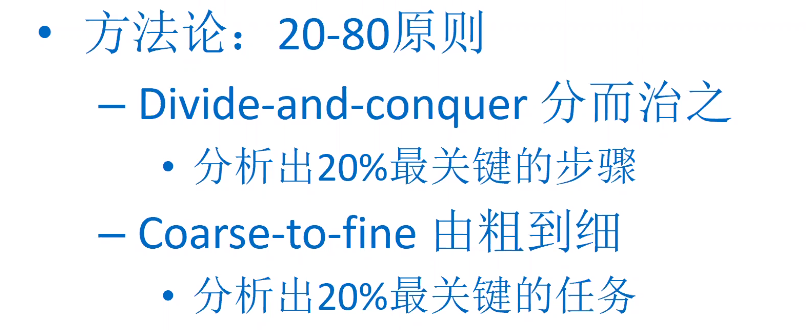 • 方法论：20-80原则
– Divide-and-conquer 分而治之
• 分析出20%最关键的步骤
– Coarse-to-fine 由粗到细
• 分析出20%最关键的任务